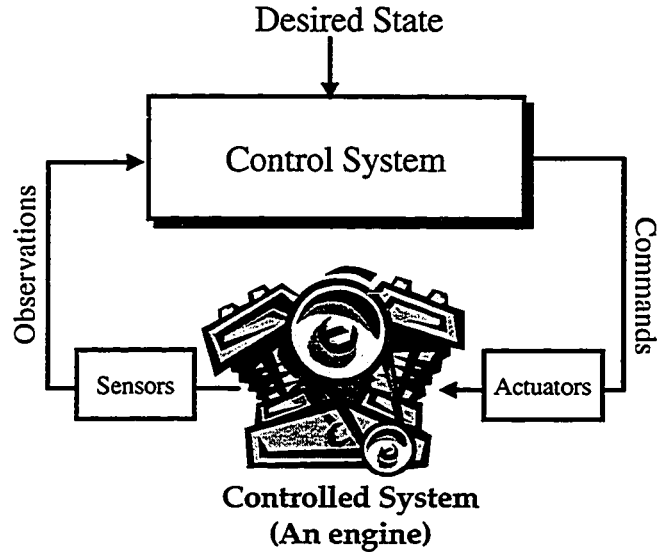 Desired State
Control System
Observations
Commands
Sensors
Actuators
Controlled System
(An engine)